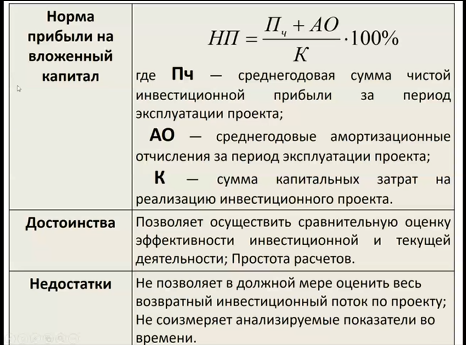 Норма
прибыли на
вложенный
капитал
НП = (Пч + АО) / К · 100%
где Пч — среднегодовая сумма чистой
инвестиционной прибыли за период
эксплуатации проекта;
АО — среднегодовые амортизационные
отчисления за период эксплуатации проекта;
К — сумма капитальных затрат на
реализацию инвестиционного проекта.
Достоинства
Позволяет осуществить сравнительную оценку
эффективности инвестиционной и текущей
деятельности; Простота расчетов.
Недостатки
Не позволяет в должной мере оценить весь
возвратный инвестиционный поток по проекту;
Не соизмеряет анализируемые показатели во
времени.